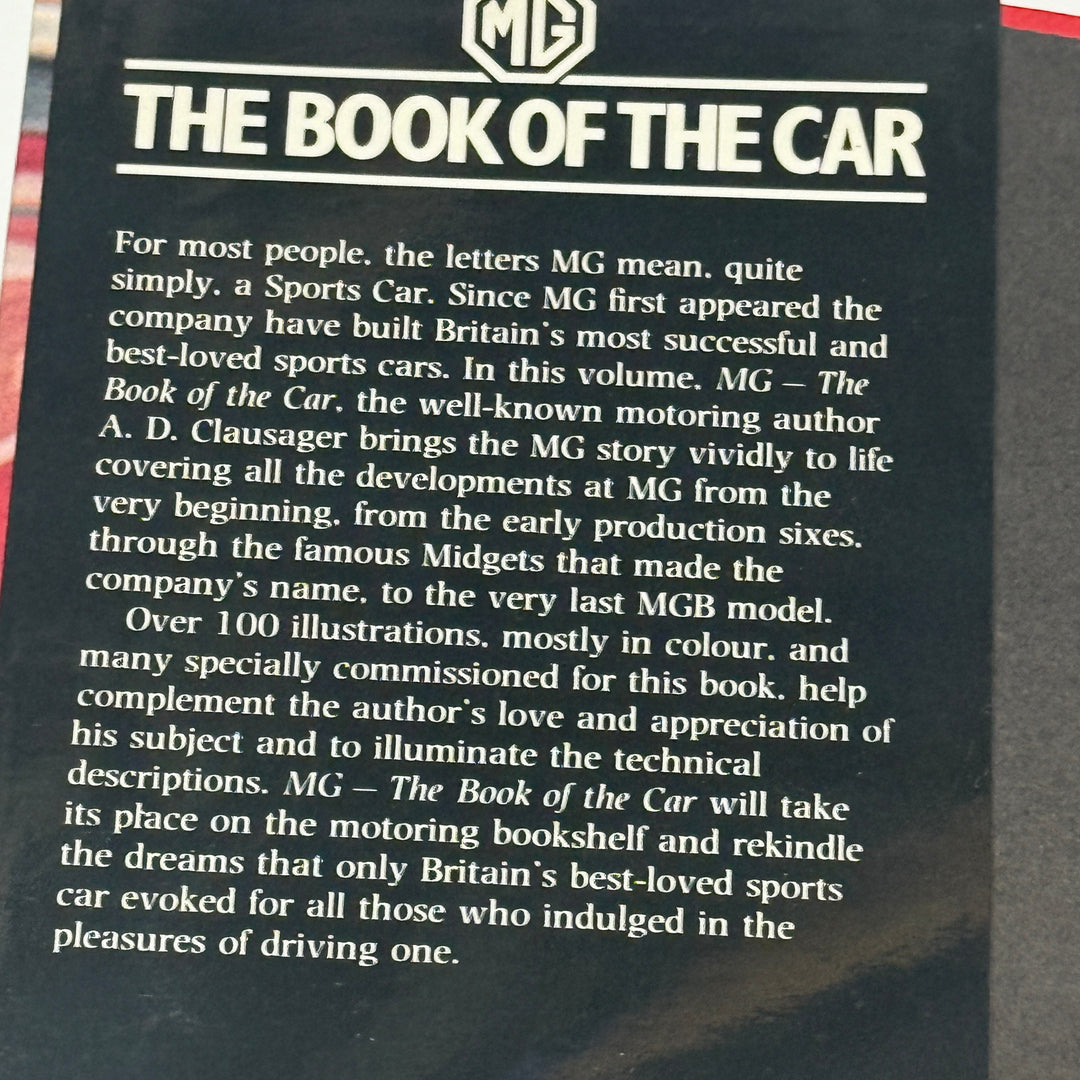 MG
THE BOOK OF THE CAR
For most people, the letters MG mean, quite
simply, a Sports Car. Since MG first appeared the
company have built Britain's most successful and
best-loved sports cars. In this volume, MG – The
Book of the Car, the well-known motoring author
A. D. Clausager brings the MG story vividly to life
covering all the developments at MG from the
very beginning, from the early production sixes,
through the famous Midgets that made the
company's name, to the very last MGB model.
Over 100 illustrations, mostly in colour, and
many specially commissioned for this book, help
complement the author's love and appreciation of
his subject and to illuminate the technical
descriptions. MG – The Book of the Car will take
its place on the motoring bookshelf and rekindle
the dreams that only Britain's best-loved sports
car evoked for all those who indulged in the
pleasures of driving one.